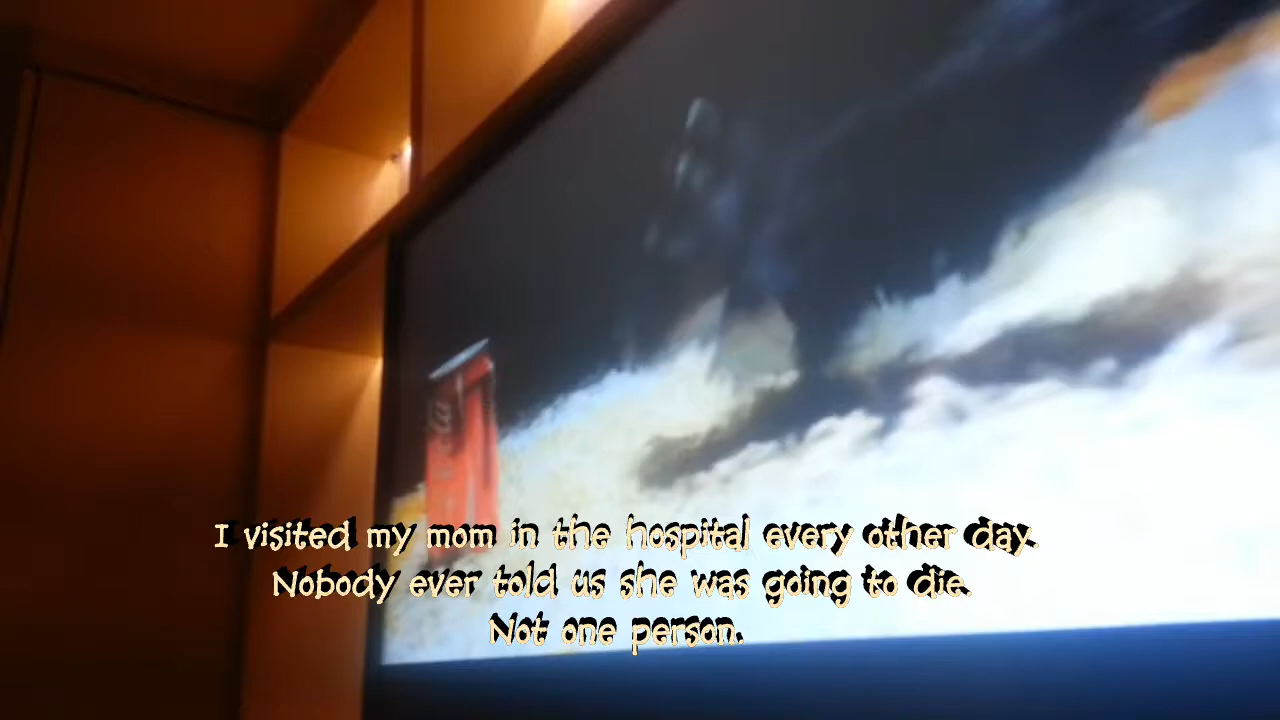 I visited my mom in the hospital every other day.
Nobody ever told us she was going to die.
Not one person.